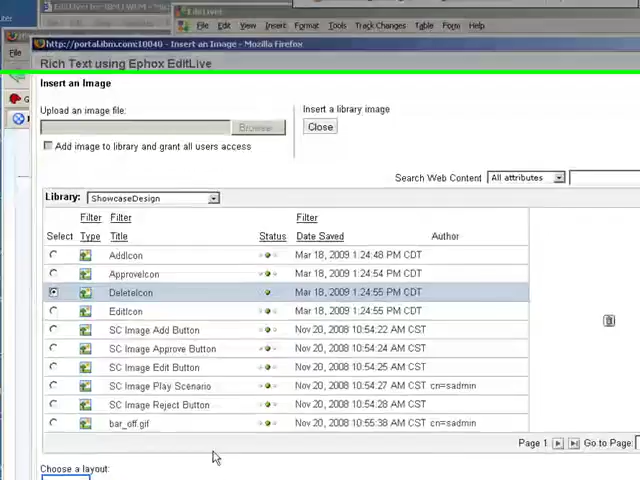 EditLive!
File Edit View Insert Format Tools Track Changes Table Form Help
http://portal.ibm.com:10040 - Insert an Image - Mozilla Firefox
File
Rich Text using Ephox EditLive
Insert an Image
Upload an image file:
Browse...
Add image to library and grant all users access
Insert a library image
Close
Search Web Content All attributes
Library: ShowcaseDesign
Filter Filter Filter
Select Type Title Status Date Saved Author
AddIcon Mar 18, 2009 1:24:48 PM CDT
ApproveIcon Mar 18, 2009 1:24:54 PM CDT
DeleteIcon Mar 18, 2009 1:24:55 PM CDT
EditIcon Mar 18, 2009 1:24:55 PM CDT
SC Image Add Button Nov 20, 2008 10:54:22 AM CST
SC Image Approve Button Nov 20, 2008 10:54:24 AM CST
SC Image Edit Button Nov 20, 2008 10:54:25 AM CST
SC Image Play Scenario Nov 20, 2008 10:54:27 AM CST cn=sadmin
SC Image Reject Button Nov 20, 2008 10:54:28 AM CST
bar_off.gif Nov 20, 2008 10:55:38 AM CST cn=sadmin
Page 1 Go to Page:
Choose a layout: